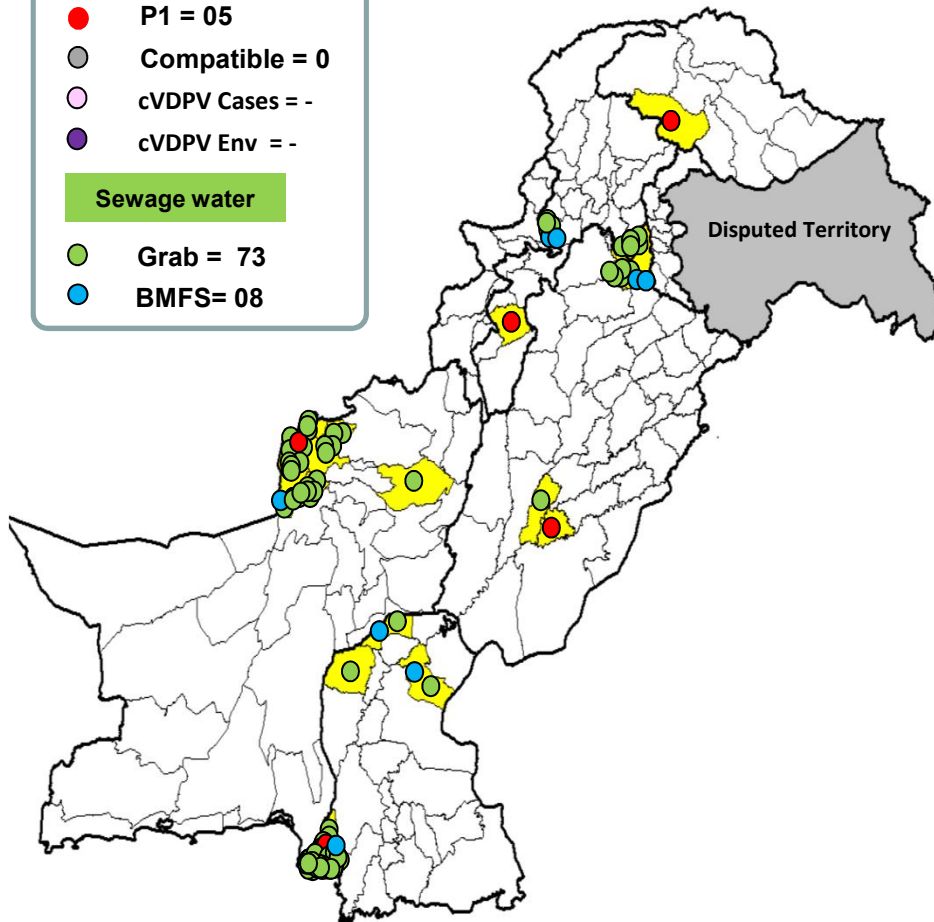 P1 = 05
Compatible = 0
cVDPV Cases = -
cVDPV Env = -
Sewage water
Grab = 73
BMFS= 08
Disputed Territory